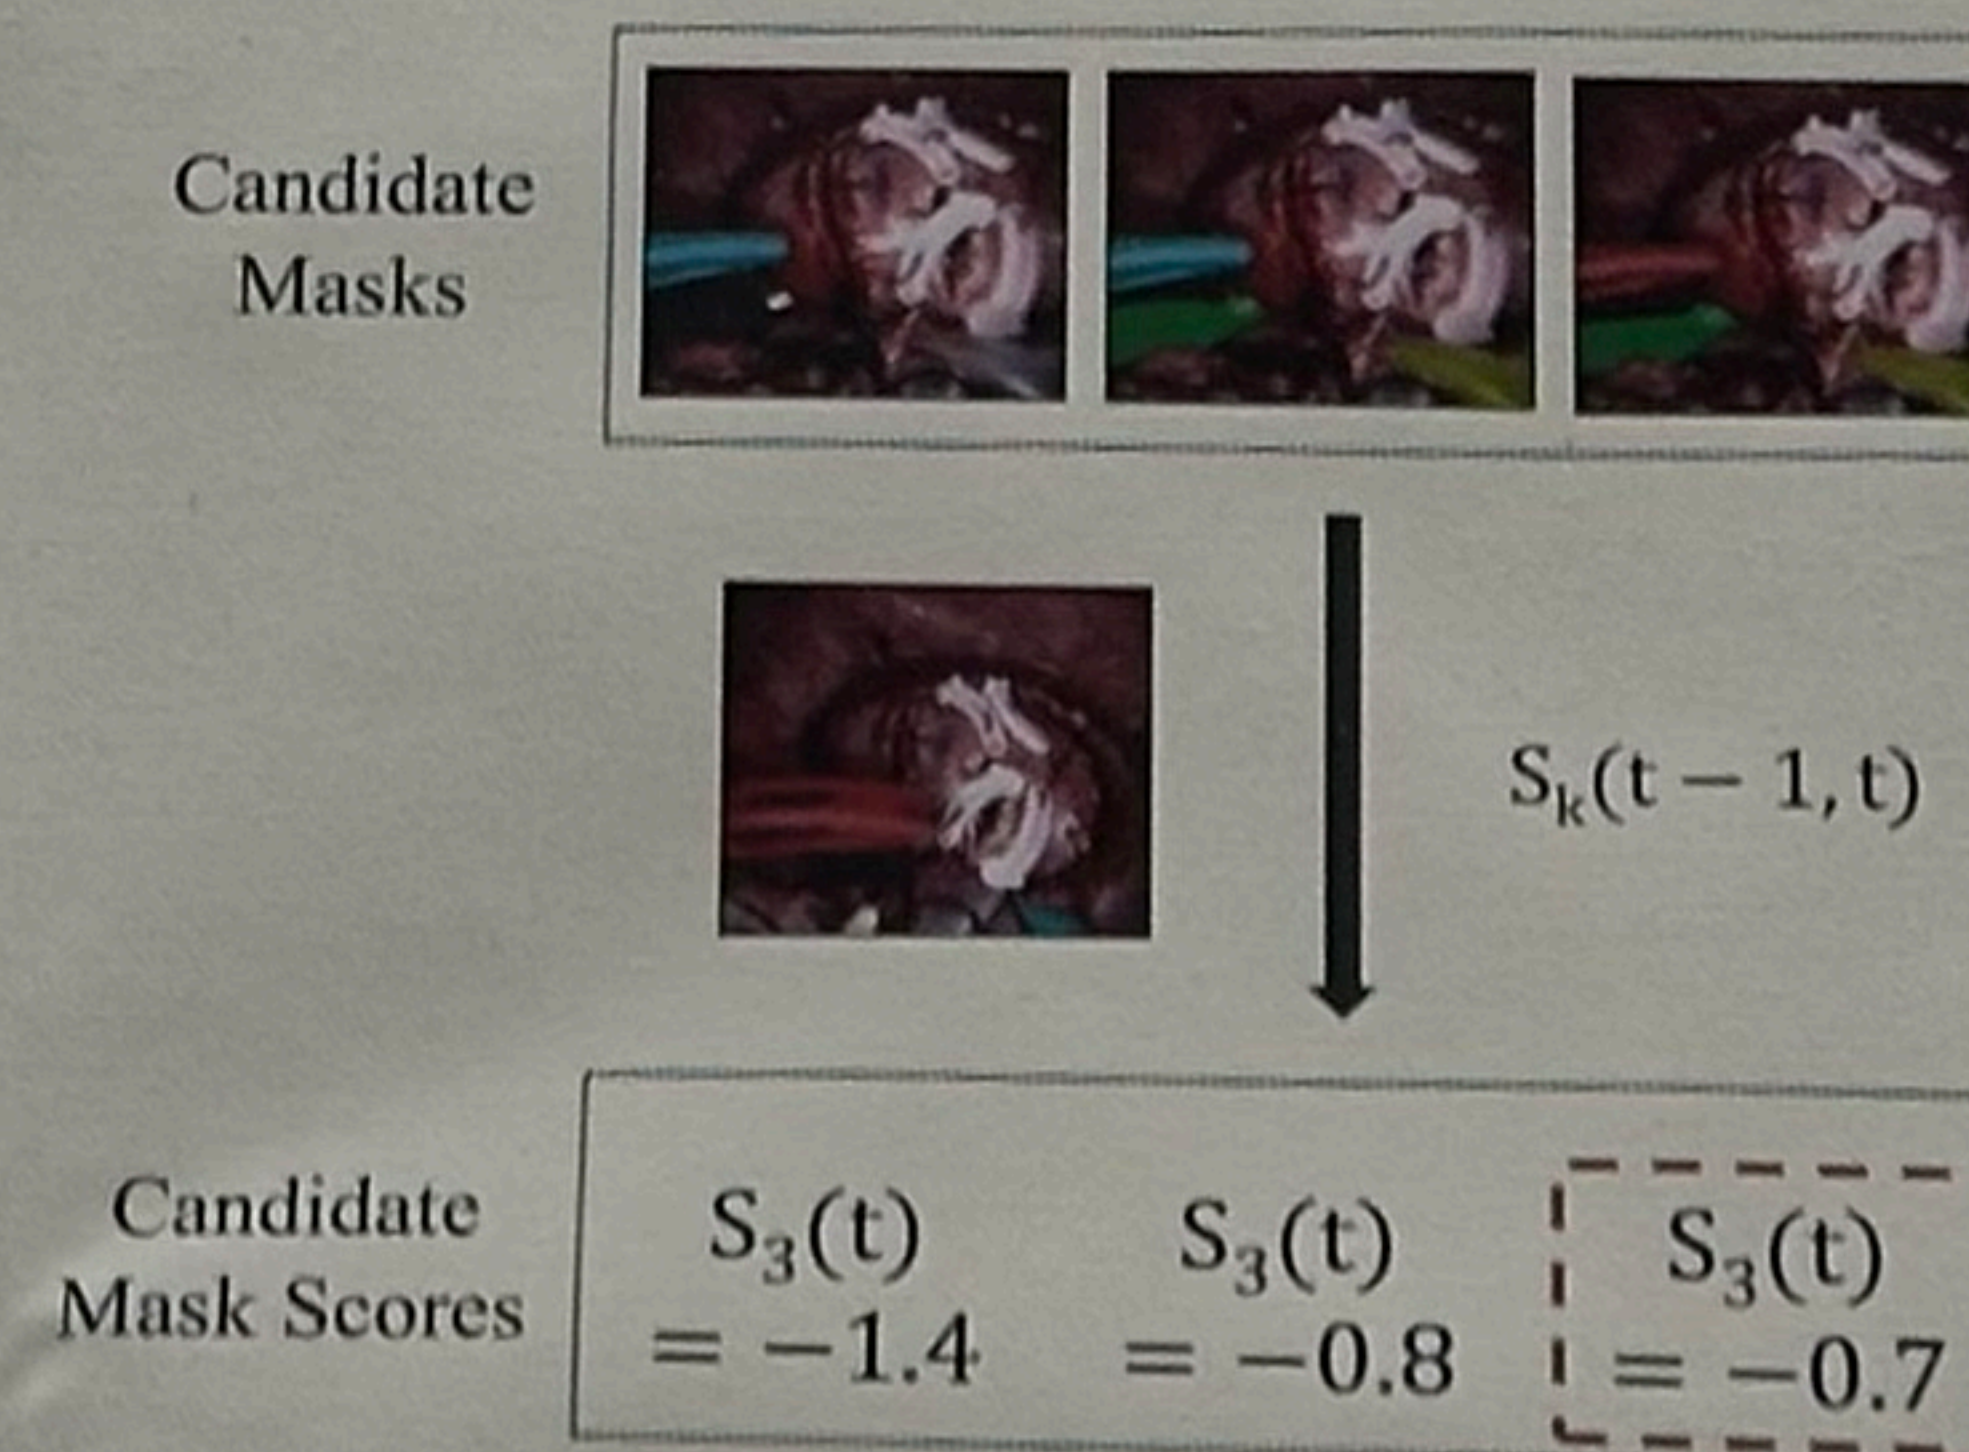 Candidate
Masks
Sₖ(t − 1, t)
Candidate
Mask Scores
S₃(t)
= −1.4
S₃(t)
= −0.8
S₃(t)
= −0.7